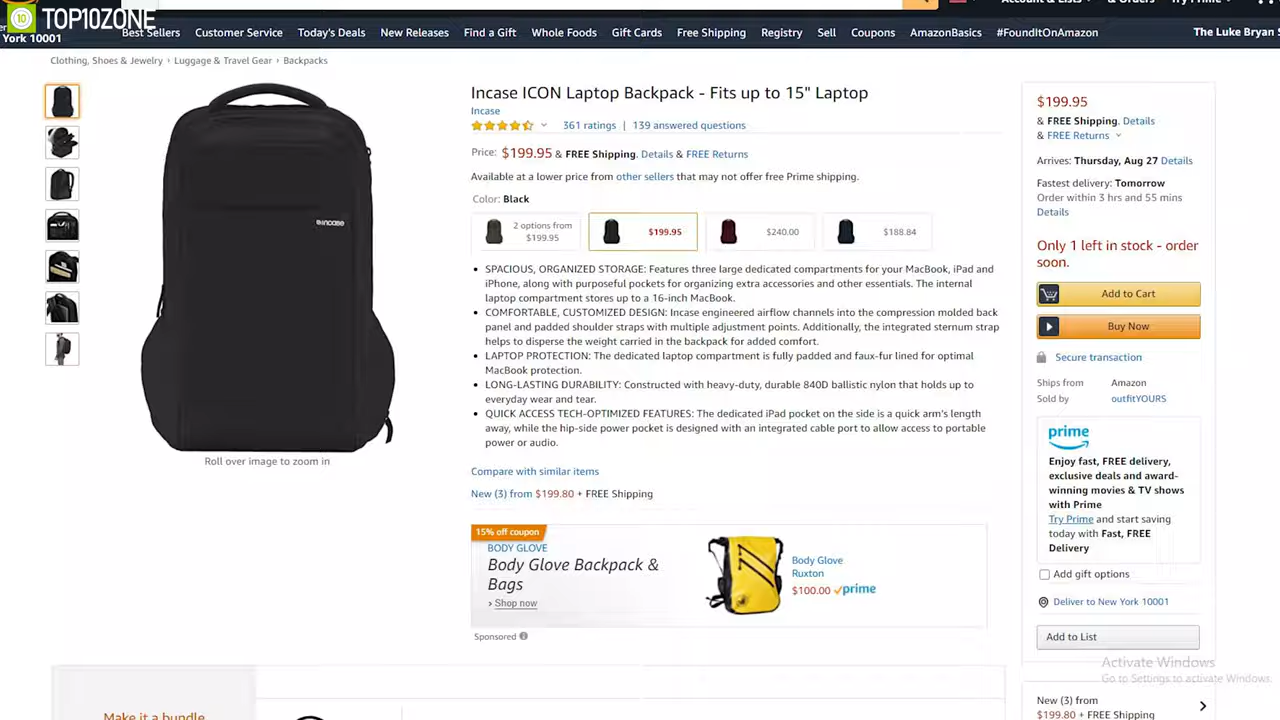 TOP10ZONE
10
Account & Lists
& Orders
Try Prime
York 10001
Best Sellers
Customer Service
Today's Deals
New Releases
Find a Gift
Whole Foods
Gift Cards
Free Shipping
Registry
Sell
Coupons
AmazonBasics
#FoundItOnAmazon
The Luke Bryan
Clothing, Shoes & Jewelry › Luggage & Travel Gear › Backpacks
incase
Roll over image to zoom in
Incase ICON Laptop Backpack - Fits up to 15" Laptop
Incase
361 ratings | 139 answered questions
Price: $199.95 & FREE Shipping. Details & FREE Returns
Available at a lower price from other sellers that may not offer free Prime shipping.
Color: Black
2 options from
$199.95
$199.95
$240.00
$188.84
• SPACIOUS, ORGANIZED STORAGE: Features three large dedicated compartments for your MacBook, iPad and
iPhone, along with purposeful pockets for organizing extra accessories and other essentials. The internal
laptop compartment stores up to a 16-inch MacBook.
• COMFORTABLE, CUSTOMIZED DESIGN: Incase engineered airflow channels into the compression molded back
panel and padded shoulder straps with multiple adjustment points. Additionally, the integrated sternum strap
helps to disperse the weight carried in the backpack for added comfort.
• LAPTOP PROTECTION: The dedicated laptop compartment is fully padded and faux-fur lined for optimal
MacBook protection.
• LONG-LASTING DURABILITY: Constructed with heavy-duty, durable 840D ballistic nylon that holds up to
everyday wear and tear.
• QUICK ACCESS TECH-OPTIMIZED FEATURES: The dedicated iPad pocket on the side is a quick arm's length
away, while the hip-side power pocket is designed with an integrated cable port to allow access to portable
power or audio.
Compare with similar items
New (3) from $199.80 + FREE Shipping
15% off coupon
BODY GLOVE
Body Glove Backpack &
Bags
› Shop now
Body Glove
Ruxton
$100.00 prime
Sponsored
Make it a bundle
$199.95
& FREE Shipping. Details
& FREE Returns
Arrives: Thursday, Aug 27 Details
Fastest delivery: Tomorrow
Order within 3 hrs and 55 mins
Details
Only 1 left in stock - order
soon.
Add to Cart
Buy Now
Secure transaction
Ships from Amazon
Sold by outfitYOURS
prime
Enjoy fast, FREE delivery,
exclusive deals and award-
winning movies & TV shows
with Prime
Try Prime and start saving
today with Fast, FREE
Delivery
Add gift options
Deliver to New York 10001
Add to List
Activate Windows
Go to Settings to activate Windows.
New (3) from
$199.80 + FREE Shipping